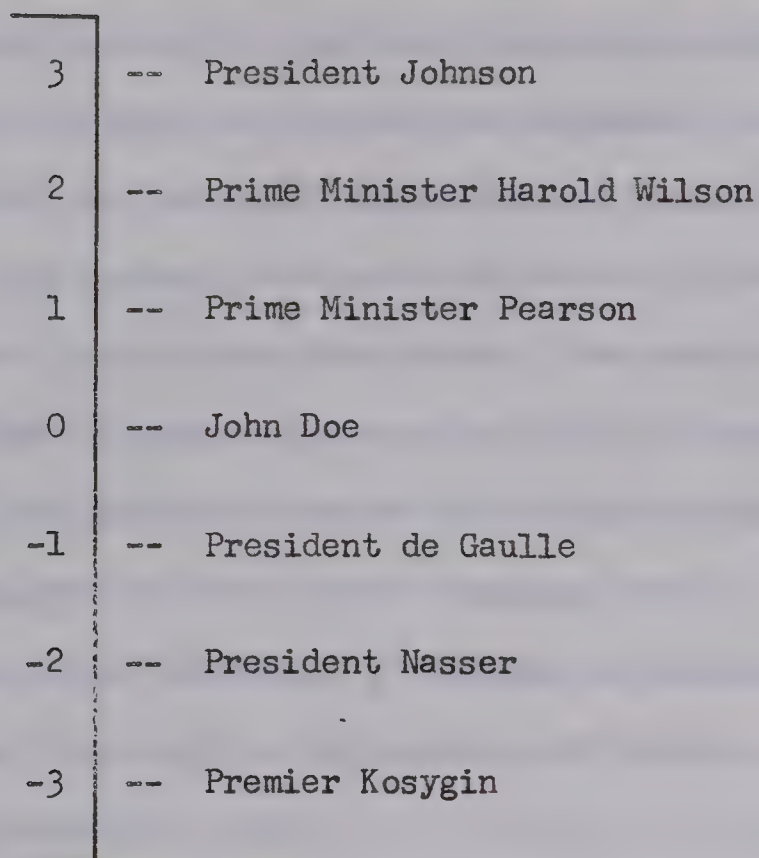 3 -- President Johnson
2 -- Prime Minister Harold Wilson
1 -- Prime Minister Pearson
0 -- John Doe
-1 -- President de Gaulle
-2 -- President Nasser
-3 -- Premier Kosygin